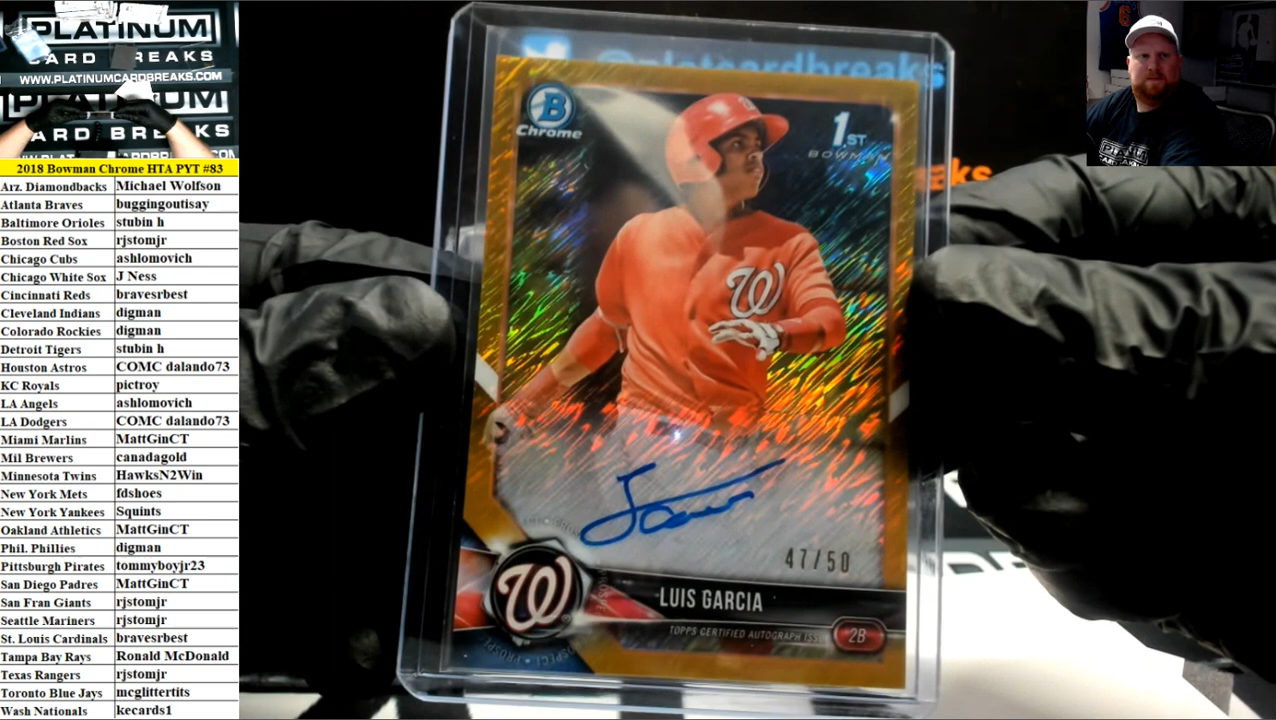 PLATINUM
CARD BREAKS
WWW.PLATINUMCARDBREAKS.COM
PLATINUM
CARD BREAKS
2018 Bowman Chrome HTA PYT #83
Arz. Diamondbacks Michael Wolfson
Atlanta Braves buggingoutisay
Baltimore Orioles stubin h
Boston Red Sox rjstomjr
Chicago Cubs ashlomovich
Chicago White Sox J Ness
Cincinnati Reds bravesrbest
Cleveland Indians digman
Colorado Rockies digman
Detroit Tigers stubin h
Houston Astros COMC dalando73
KC Royals pictroy
LA Angels ashlomovich
LA Dodgers COMC dalando73
Miami Marlins MattGinCT
Mil Brewers canadagold
Minnesota Twins HawksN2Win
New York Mets fdshoes
New York Yankees Squints
Oakland Athletics MattGinCT
Phil. Phillies digman
Pittsburgh Pirates tommyboyjr23
San Diego Padres MattGinCT
San Fran Giants rjstomjr
Seattle Mariners rjstomjr
St. Louis Cardinals bravesrbest
Tampa Bay Rays Ronald McDonald
Texas Rangers rjstomjr
Toronto Blue Jays mcglittertits
Wash Nationals kecards1
B
Chrome
1ST
BOWMAN
W
W
47/50
W
LUIS GARCIA
TOPPS CERTIFIED AUTOGRAPH ISSUE
2B